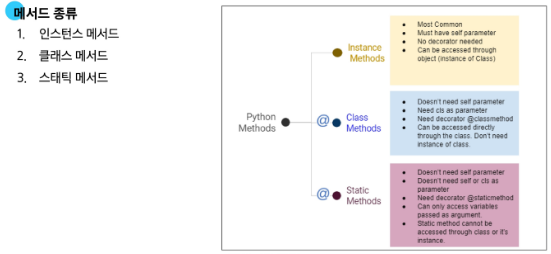 메서드 종류
1. 인스턴스 메서드
2. 클래스 메서드
3. 스태틱 메서드
Python
Methods
Instance
Methods
• Most Common
• Must have self parameter
• No decorator needed
• Can be accessed through
object (instance of Class)
@ Class
Methods
• Doesn't need self parameter
• Need cls as parameter
• Need decorator @classmethod
• Can be accessed directly
through the class. Don't need
instance of class.
@ Static
Methods
• Doesn't need self parameter
• Doesn't need self or cls as
parameter
• Need decorator @staticmethod
• Can only access variables
passed as argument.
• Static method cannot be
accessed through class or it's
instance.